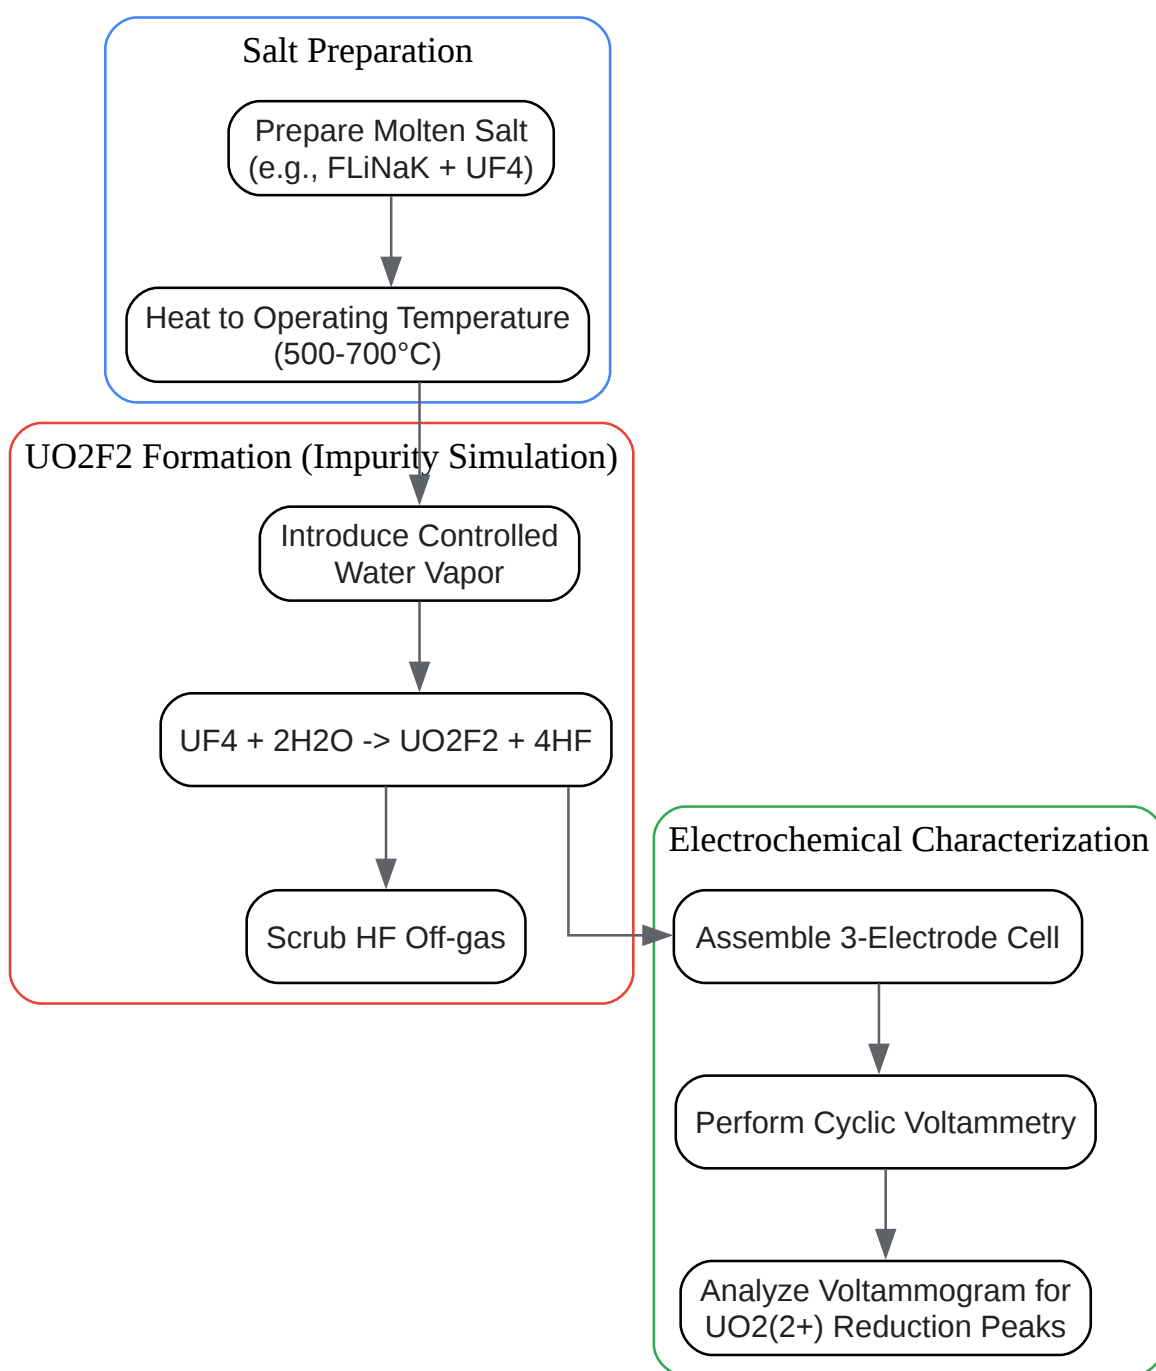 Salt Preparation
Prepare Molten Salt
(e.g., FLiNaK + UF4)
Heat to Operating Temperature
(500-700°C)
UO2F2 Formation (Impurity Simulation)
Introduce Controlled
Water Vapor
UF4 + 2H2O -> UO2F2 + 4HF
Scrub HF Off-gas
Electrochemical Characterization
Assemble 3-Electrode Cell
Perform Cyclic Voltammetry
Analyze Voltammogram for
UO2(2+) Reduction Peaks